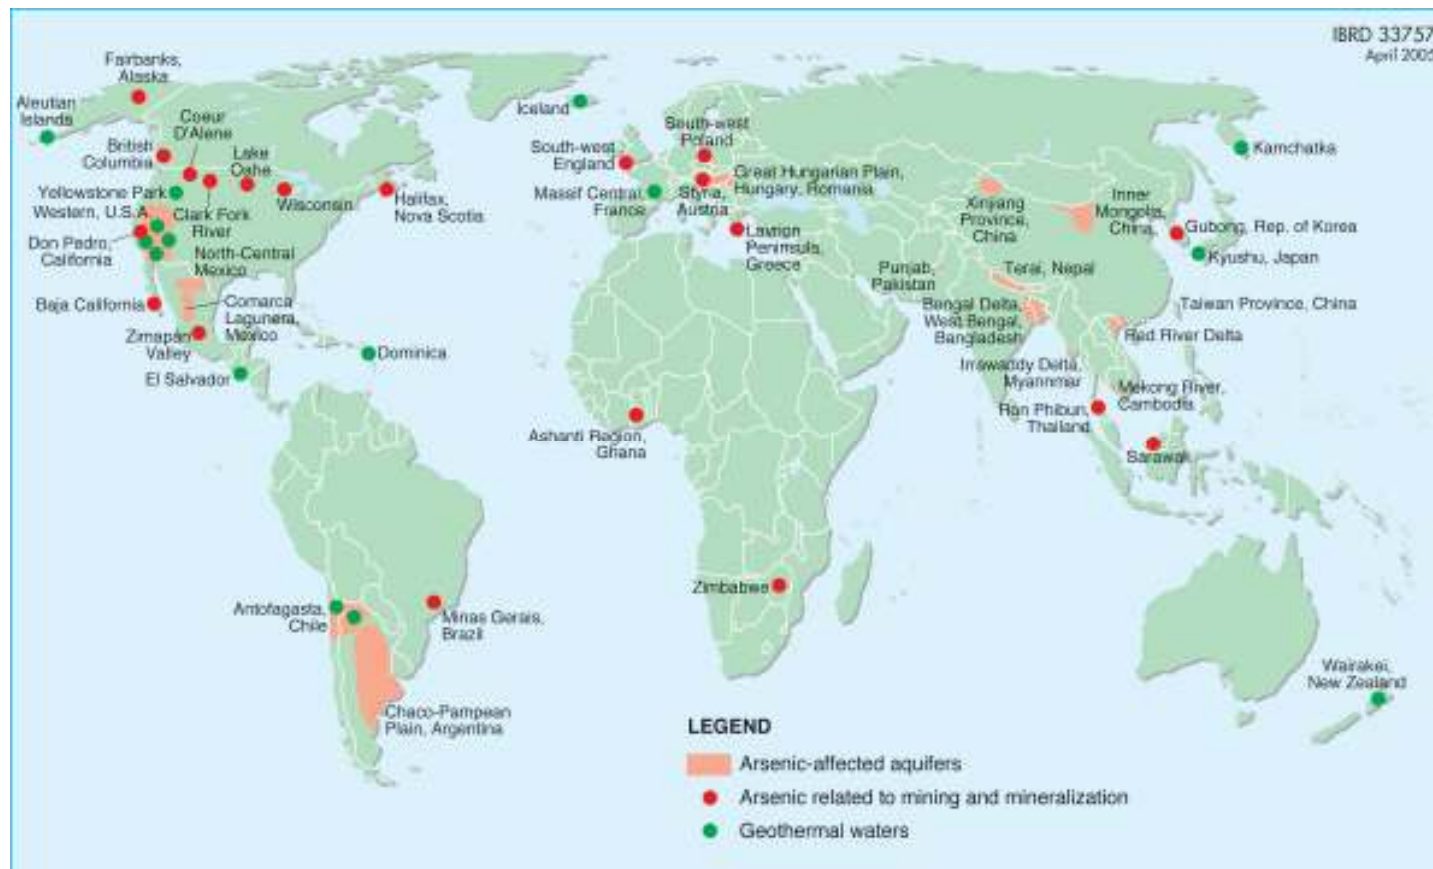 IBRD 33757
April 2005
Fairbanks,
Alaska
Aleutian
Islands
Coeur
D'Alene
British
Columbia
Lake
Oahe
Yellowstone Park
Western, U.S.A.
Clark Fork
River
Wisconsin
Halifax,
Nova Scotia
Don Pedro,
California
North-Central
Mexico
Baja California
Comarca
Lagunera,
Mexico
Zimapan
Valley
Dominica
El Salvador
Antofagasta,
Chile
Minas Gerais,
Brazil
Chaco-Pampean
Plain, Argentina
Iceland
South-west
England
South-west
Poland
Massif Central,
France
Styria,
Austria
Great Hungarian Plain,
Hungary, Romania
Lavrion
Peninsula,
Greece
Ashanti Region,
Ghana
Zimbabwe
Kamchatka
Xinjiang
Province,
China
Inner
Mongolia,
China,
Gubong, Rep. of Korea
Kyushu, Japan
Punjab,
Pakistan
Terai, Nepal
Bengal Delta,
West Bengal,
Bangladesh
Taiwan Province, China
Red River Delta
Irrawaddy Delta,
Myannmar
Mekong River,
Cambodia
Ron Phibun,
Thailand
Sarawak
Wairakei,
New Zealand
LEGEND
Arsenic-affected aquifers
Arsenic related to mining and mineralization
Geothermal waters